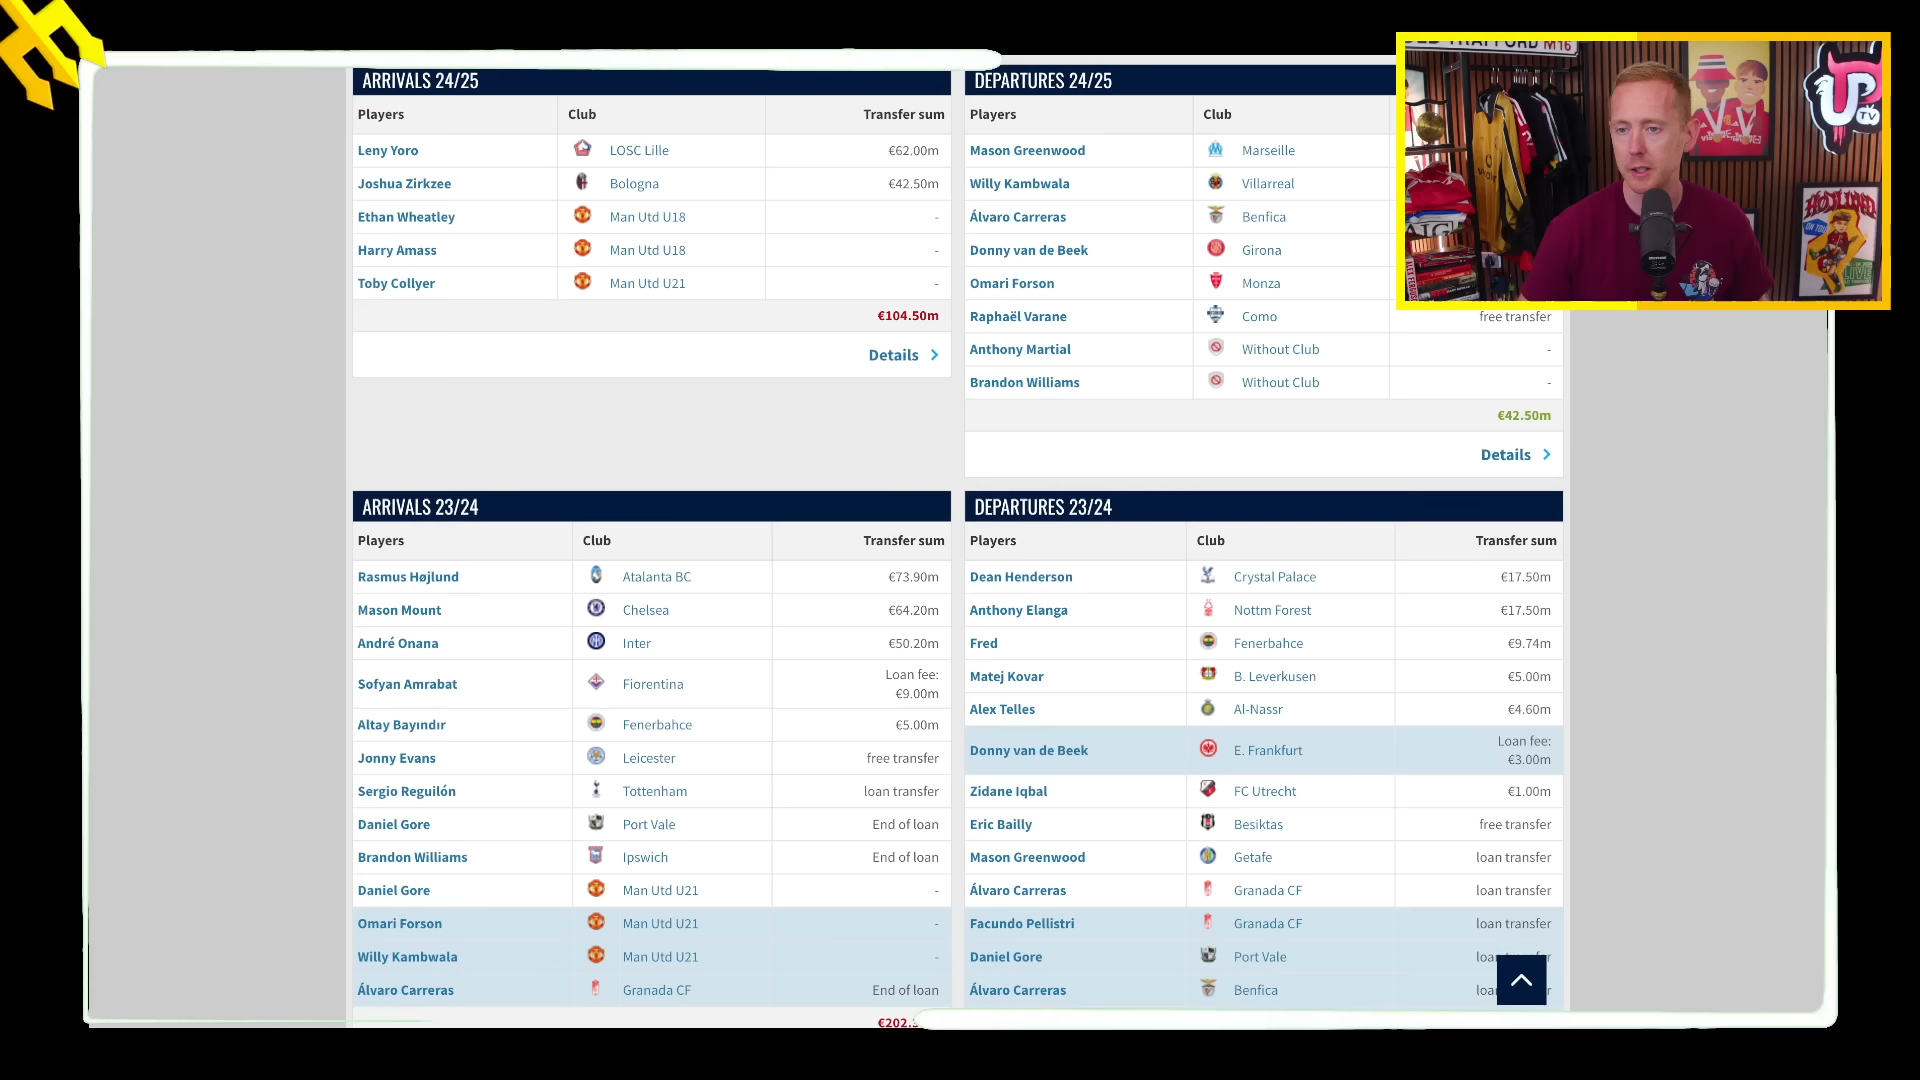 ARRIVALS 24/25
Players Club Transfer sum
Leny Yoro LOSC Lille €62.00m
Joshua Zirkzee Bologna €42.50m
Ethan Wheatley Man Utd U18 -
Harry Amass Man Utd U18 -
Toby Collyer Man Utd U21 -
€104.50m
Details
DEPARTURES 24/25
Players Club
Mason Greenwood Marseille
Willy Kambwala Villarreal
Álvaro Carreras Benfica
Donny van de Beek Girona
Omari Forson Monza
Raphaël Varane Como free transfer
Anthony Martial Without Club -
Brandon Williams Without Club -
€42.50m
Details
TRAFFORD M16
UP
TV
HOJLUND
LIVE
ARRIVALS 23/24
Players Club Transfer sum
Rasmus Højlund Atalanta BC €73.90m
Mason Mount Chelsea €64.20m
André Onana Inter €50.20m
Sofyan Amrabat Fiorentina Loan fee:
€9.00m
Altay Bayındır Fenerbahce €5.00m
Jonny Evans Leicester free transfer
Sergio Reguilón Tottenham loan transfer
Daniel Gore Port Vale End of loan
Brandon Williams Ipswich End of loan
Daniel Gore Man Utd U21 -
Omari Forson Man Utd U21 -
Willy Kambwala Man Utd U21 -
Álvaro Carreras Granada CF End of loan
€202.
DEPARTURES 23/24
Players Club Transfer sum
Dean Henderson Crystal Palace €17.50m
Anthony Elanga Nottm Forest €17.50m
Fred Fenerbahce €9.74m
Matej Kovar B. Leverkusen €5.00m
Alex Telles Al-Nassr €4.60m
Donny van de Beek E. Frankfurt Loan fee:
€3.00m
Zidane Iqbal FC Utrecht €1.00m
Eric Bailly Besiktas free transfer
Mason Greenwood Getafe loan transfer
Álvaro Carreras Granada CF loan transfer
Facundo Pellistri Granada CF loan transfer
Daniel Gore Port Vale
Álvaro Carreras Benfica